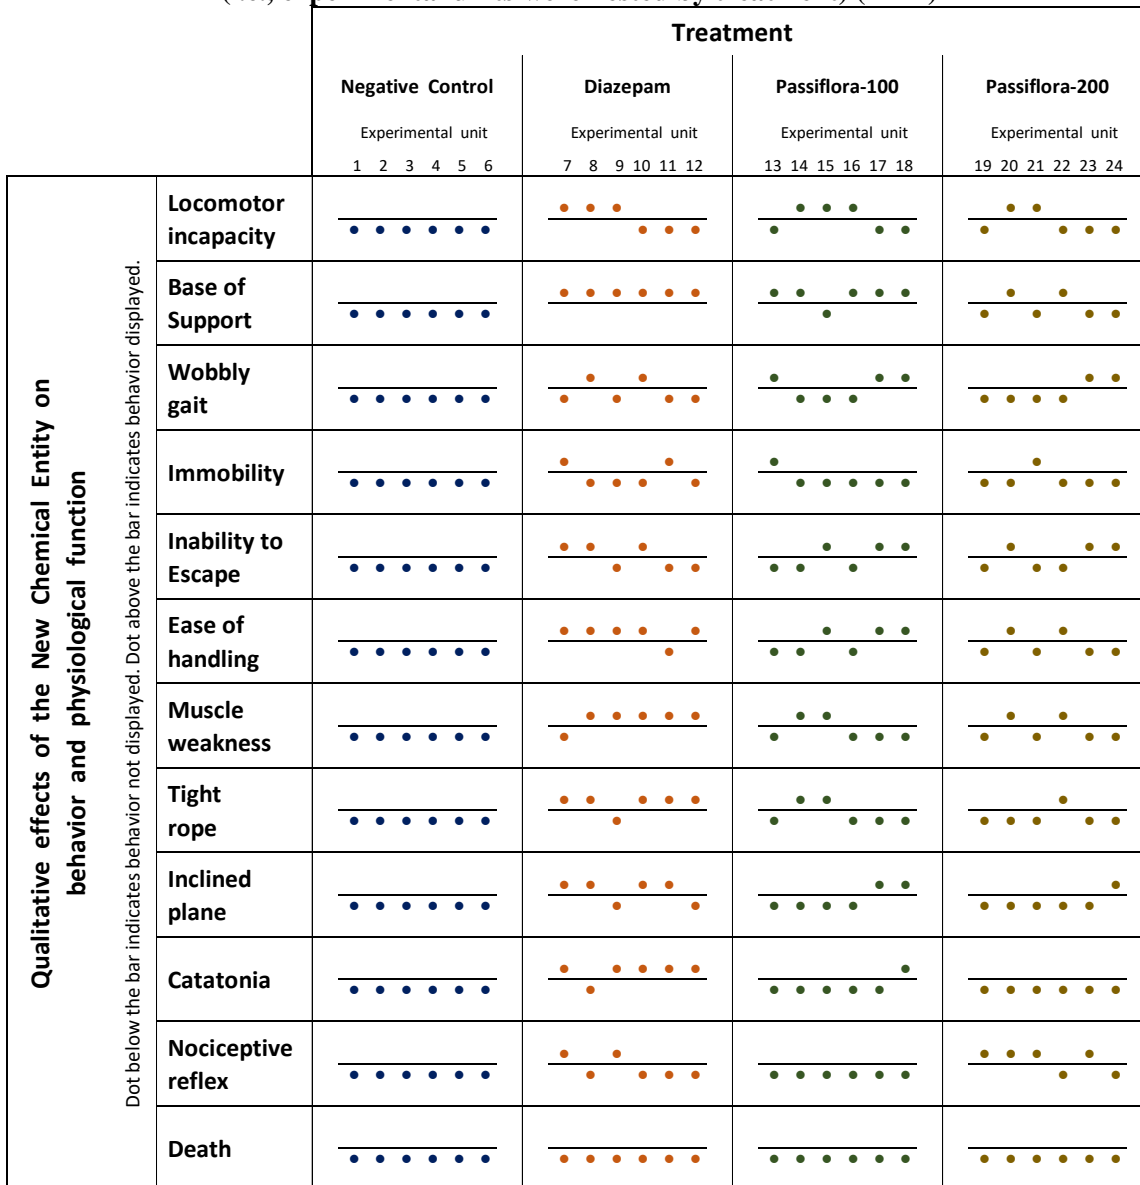 Treatment
Negative Control Diazepam Passiflora-100 Passiflora-200
Experimental unit Experimental unit Experimental unit Experimental unit
1 2 3 4 5 6 7 8 9 10 11 12 13 14 15 16 17 18 19 20 21 22 23 24
Qualitative effects of the New Chemical Entity on
behavior and physiological function
Dot below the bar indicates behavior not displayed. Dot above the bar indicates behavior displayed.
Locomotor
incapacity
Base of
Support
Wobbly
gait
Immobility
Inability to
Escape
Ease of
handling
Muscle
weakness
Tight
rope
Inclined
plane
Catatonia
Nociceptive
reflex
Death